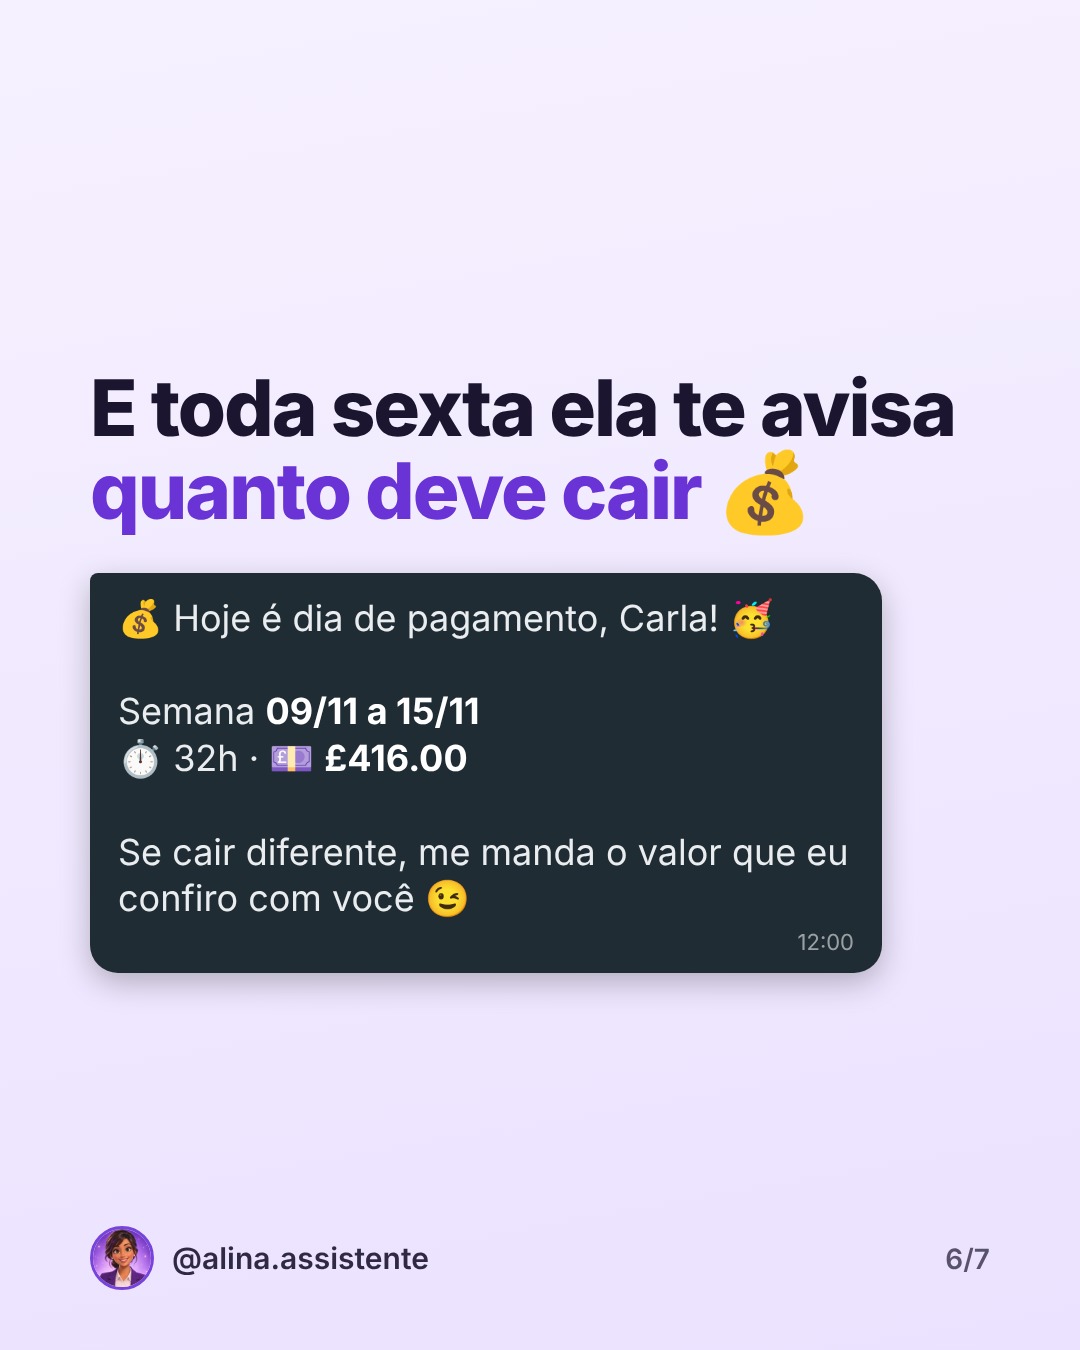 E toda sexta ela te avisa
quanto deve cair 💰
💰 Hoje é dia de pagamento, Carla! 🥳
Semana 09/11 a 15/11
⏱️ 32h · 💷 £416.00
Se cair diferente, me manda o valor que eu
confiro com você 😉
12:00
@alina.assistente
6/7